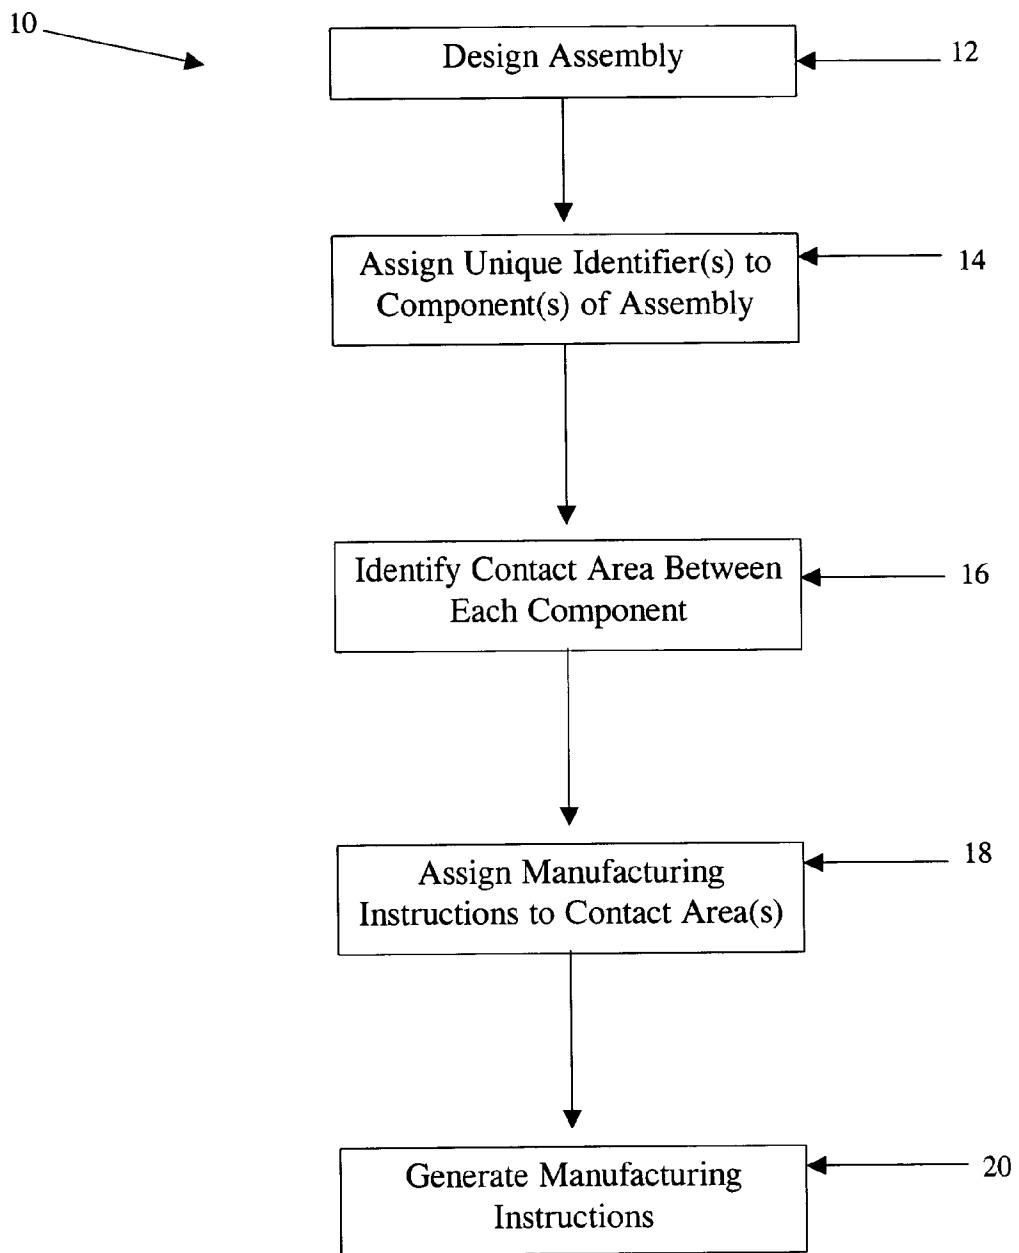 10
Design Assembly
12
Assign Unique Identifier(s) to
Component(s) of Assembly
14
Identify Contact Area Between
Each Component
16
Assign Manufacturing
Instructions to Contact Area(s)
18
Generate Manufacturing
Instructions
20